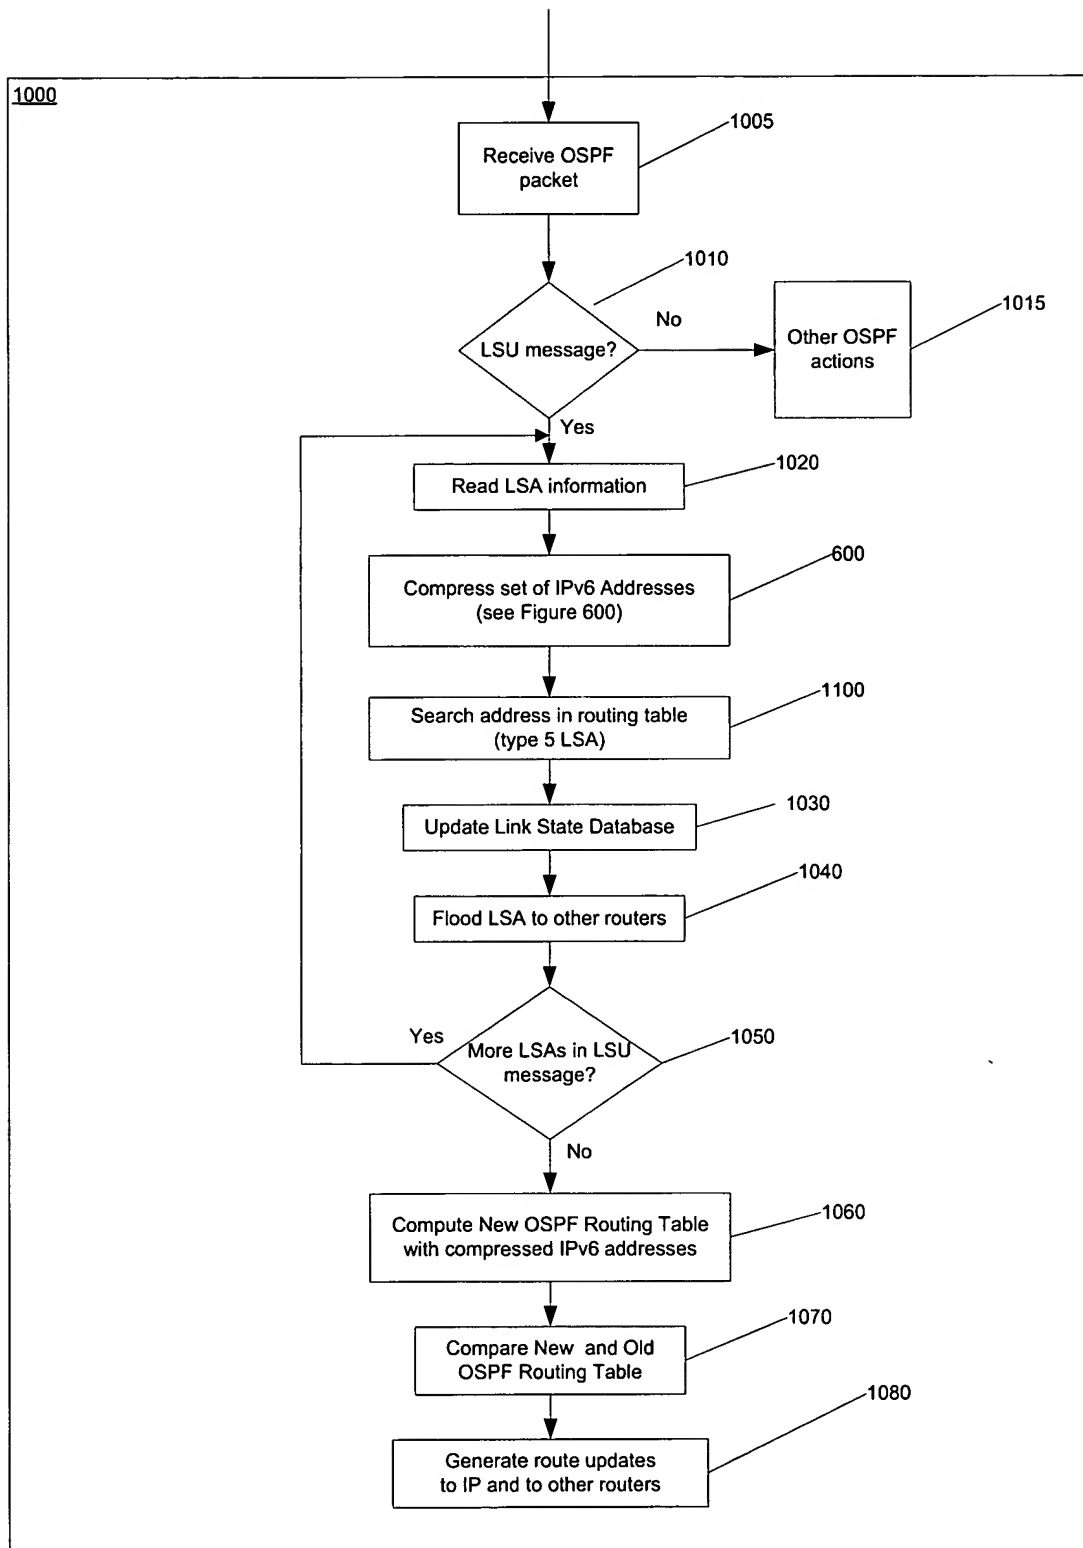 1000
1005
Receive OSPF
packet
1010
LSU message?
No
1015
Other OSPF
actions
Yes
1020
Read LSA information
600
Compress set of IPv6 Addresses
(see Figure 600)
1100
Search address in routing table
(type 5 LSA)
1030
Update Link State Database
1040
Flood LSA to other routers
Yes
1050
More LSAs in LSU
message?
No
1060
Compute New OSPF Routing Table
with compressed IPv6 addresses
1070
Compare New and Old
OSPF Routing Table
1080
Generate route updates
to IP and to other routers